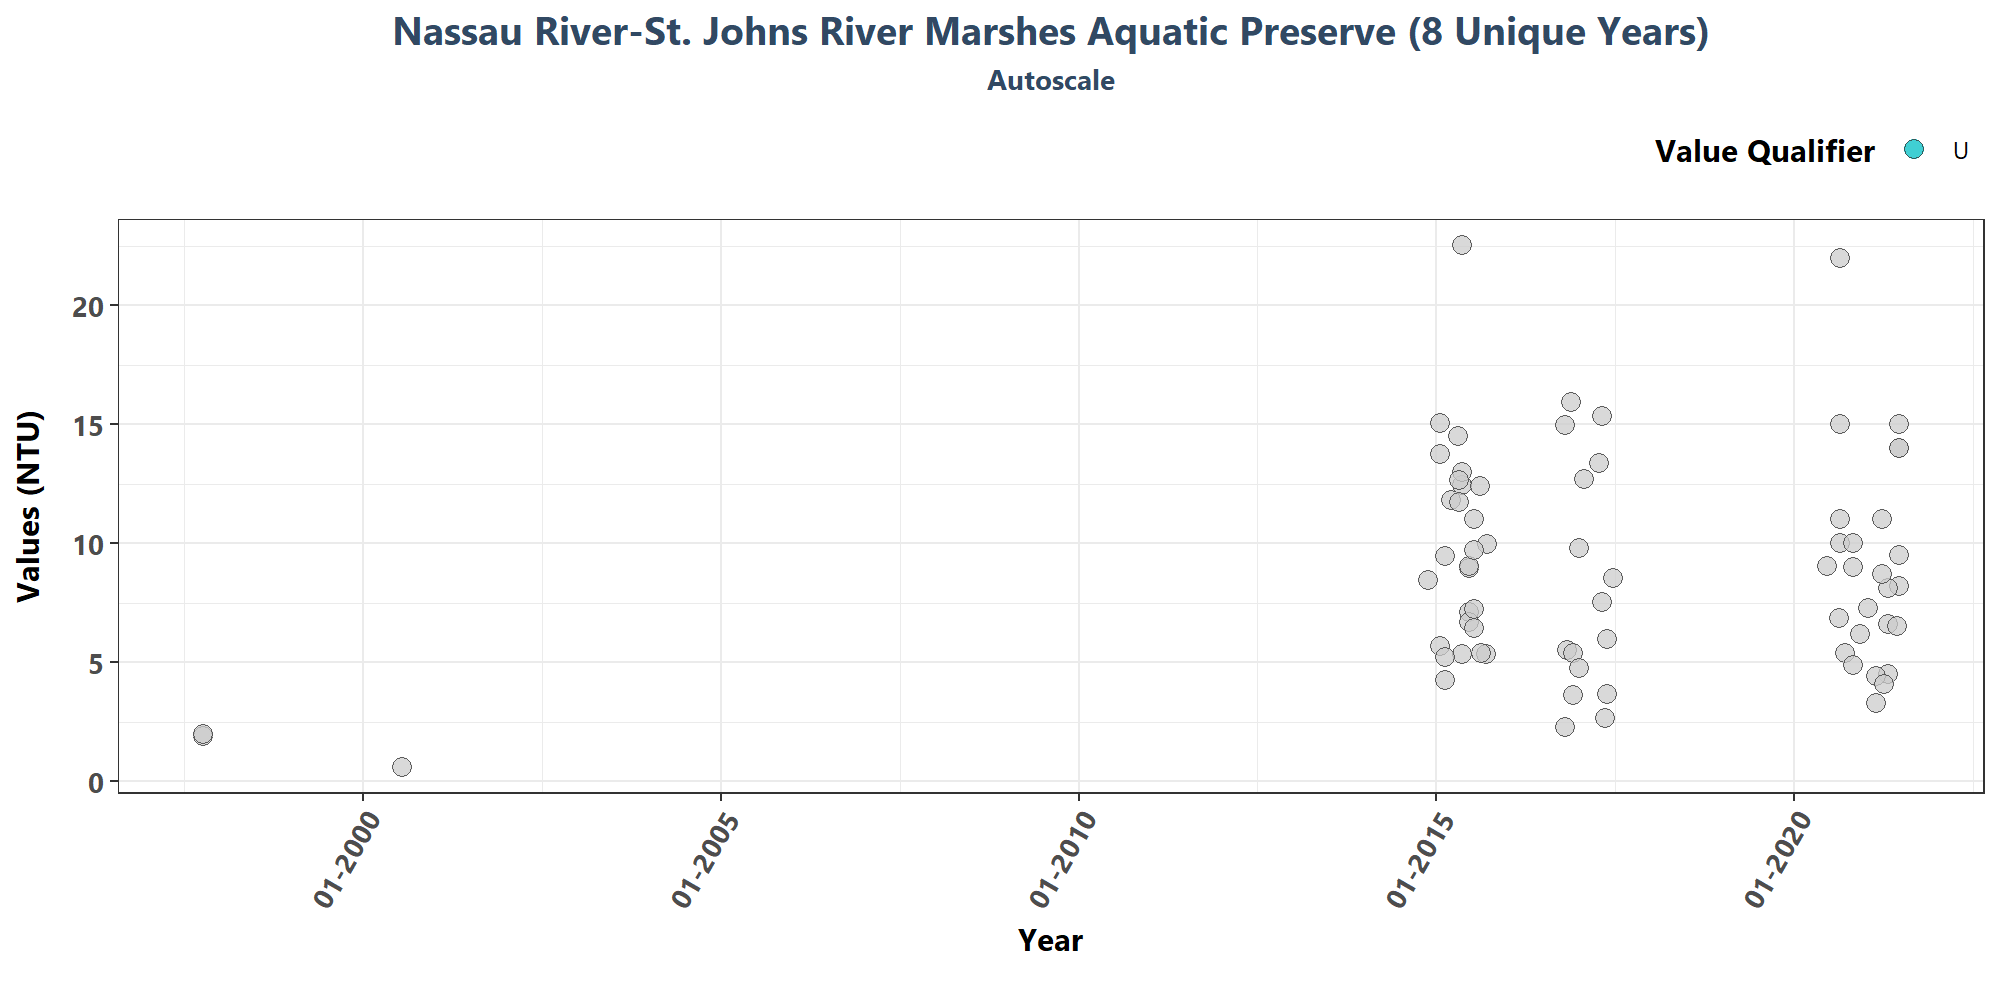 Nassau River-St. Johns River Marshes Aquatic Preserve (8 Unique Years)
Autoscale
Value Qualifier U
Values (NTU)
20
15
10
5
0
01-2000 01-2005 01-2010 01-2015 01-2020
Year